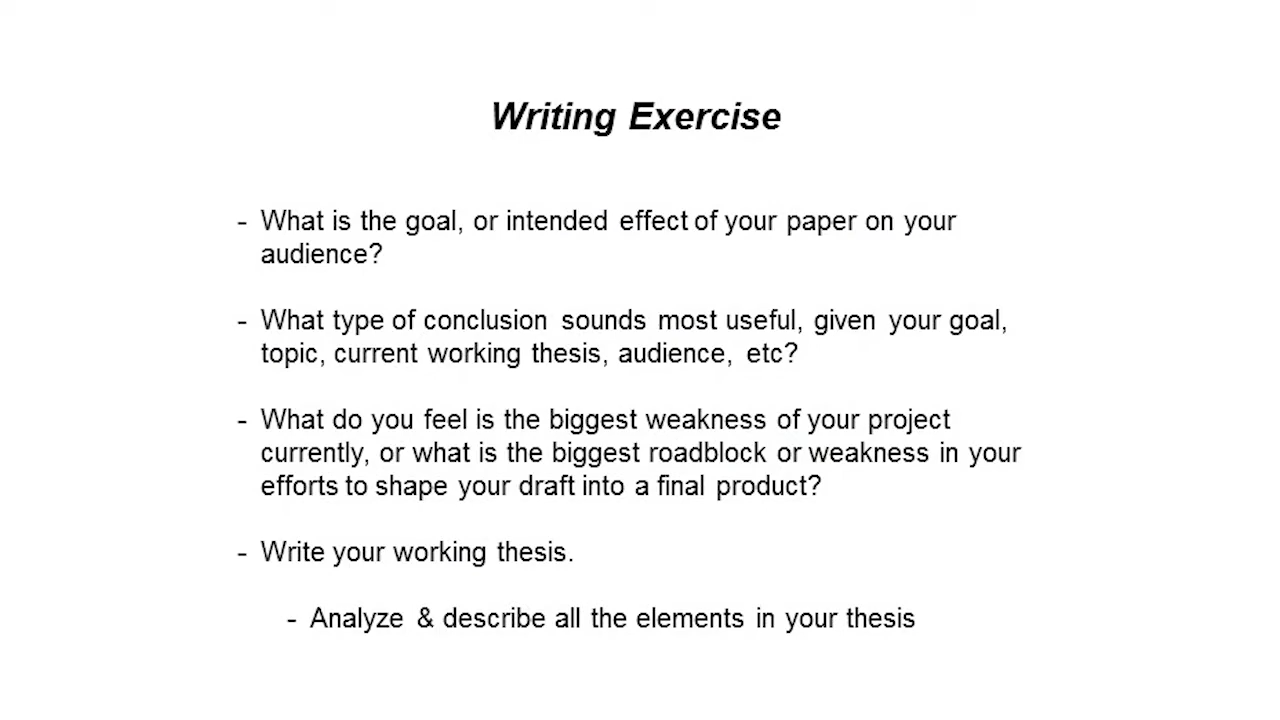 Writing Exercise
- What is the goal, or intended effect of your paper on your
audience?
- What type of conclusion sounds most useful, given your goal,
topic, current working thesis, audience, etc?
- What do you feel is the biggest weakness of your project
currently, or what is the biggest roadblock or weakness in your
efforts to shape your draft into a final product?
- Write your working thesis.
- Analyze & describe all the elements in your thesis